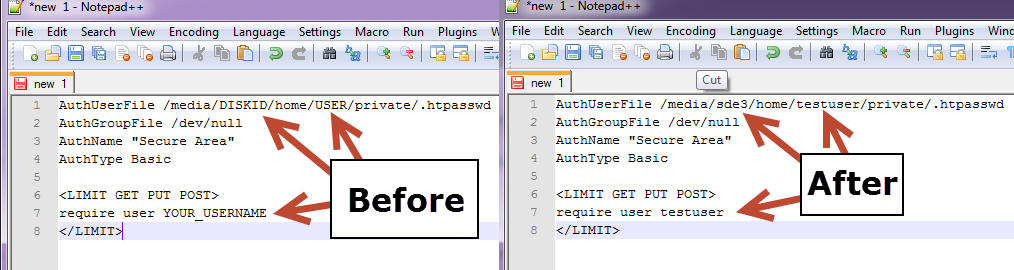 *new 1 - Notepad++
File Edit Search View Encoding Language Settings Macro Run Plugins W
new 1
1 AuthUserFile /media/DISKID/home/USER/private/.htpasswd
2 AuthGroupFile /dev/null
3 AuthName "Secure Area"
4 AuthType Basic
5
6 <LIMIT GET PUT POST>
7 require user YOUR_USERNAME
8 </LIMIT>
Before
*new 1 - Notepad++
File Edit Search View Encoding Language Settings Macro Run Plugins Wind
Cut
new 1
1 AuthUserFile /media/sde3/home/testuser/private/.htpasswd
2 AuthGroupFile /dev/null
3 AuthName "Secure Area"
4 AuthType Basic
5
6 <LIMIT GET PUT POST>
7 require user testuser
8 </LIMIT>
After